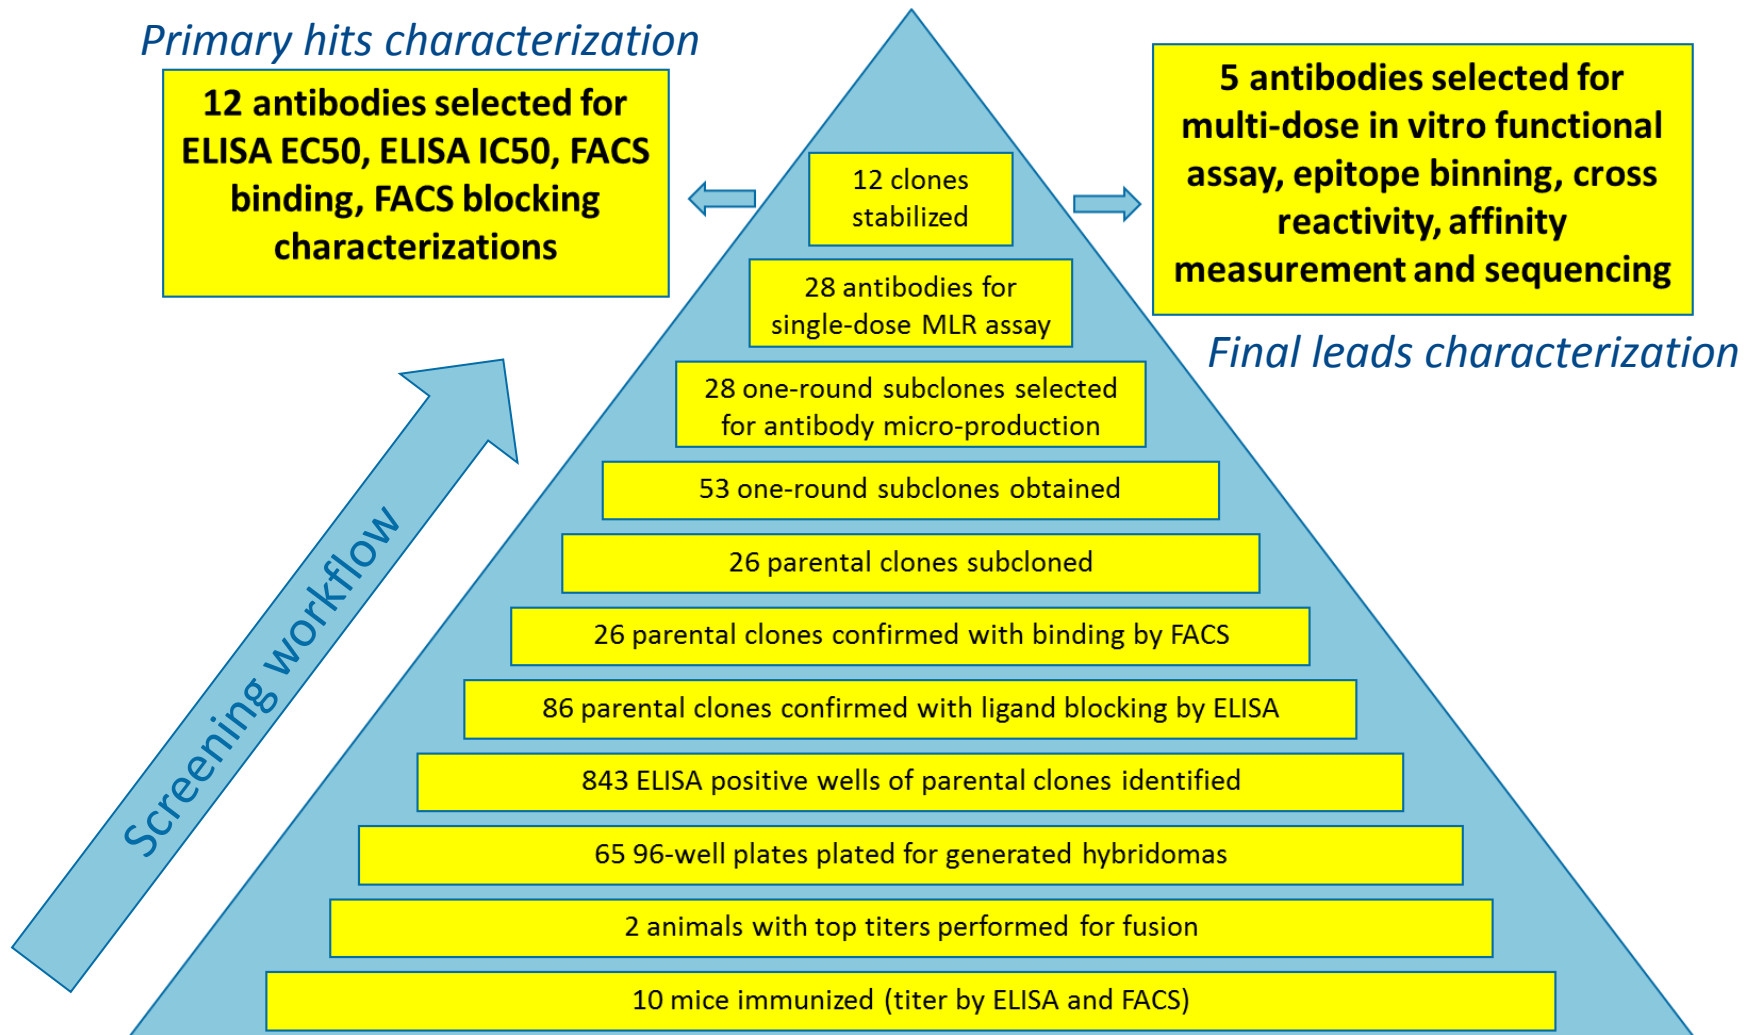 Primary hits characterization
12 antibodies selected for
ELISA EC50, ELISA IC50, FACS
binding, FACS blocking
characterizations
5 antibodies selected for
multi-dose in vitro functional
assay, epitope binning, cross
reactivity, affinity
measurement and sequencing
Final leads characterization
12 clones
stabilized
28 antibodies for
single-dose MLR assay
28 one-round subclones selected
for antibody micro-production
53 one-round subclones obtained
26 parental clones subcloned
26 parental clones confirmed with binding by FACS
86 parental clones confirmed with ligand blocking by ELISA
843 ELISA positive wells of parental clones identified
65 96-well plates plated for generated hybridomas
2 animals with top titers performed for fusion
10 mice immunized (titer by ELISA and FACS)
Screening workflow